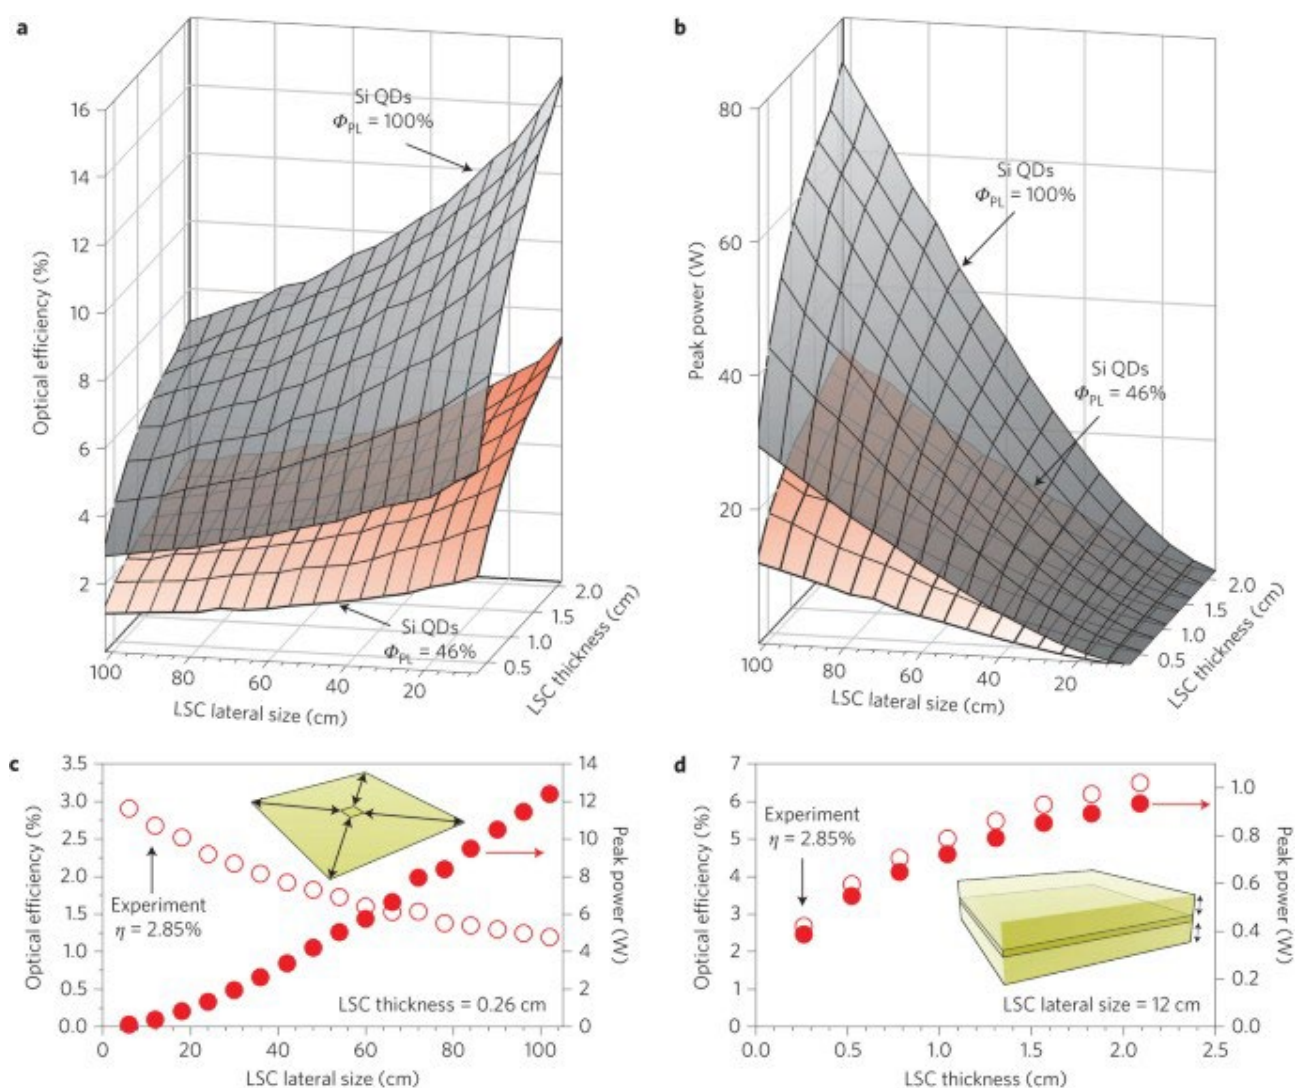 a
Si QDs
Φ_PL = 100%
16
14
12
10
8
6
4
2
Optical efficiency (%)
Si QDs
Φ_PL = 46%
100
80
60
40
20
LSC lateral size (cm)
0.5
1.0
1.5
2.0
LSC thickness (cm)
b
80
60
40
20
Peak power (W)
Si QDs
Φ_PL = 100%
Si QDs
Φ_PL = 46%
100
80
60
40
20
LSC lateral size (cm)
0.5
1.0
1.5
2.0
LSC thickness (cm)
c
3.5
3.0
2.5
2.0
1.5
1.0
0.5
0.0
Optical efficiency (%)
Experiment
η = 2.85%
LSC thickness = 0.26 cm
14
12
10
8
6
4
2
0
Peak power (W)
0 20 40 60 80 100
LSC lateral size (cm)
d
7
6
5
4
3
2
1
0
Optical efficiency (%)
Experiment
η = 2.85%
LSC lateral size = 12 cm
1.0
0.8
0.6
0.4
0.2
0.0
Peak power (W)
0.0 0.5 1.0 1.5 2.0 2.5
LSC thickness (cm)